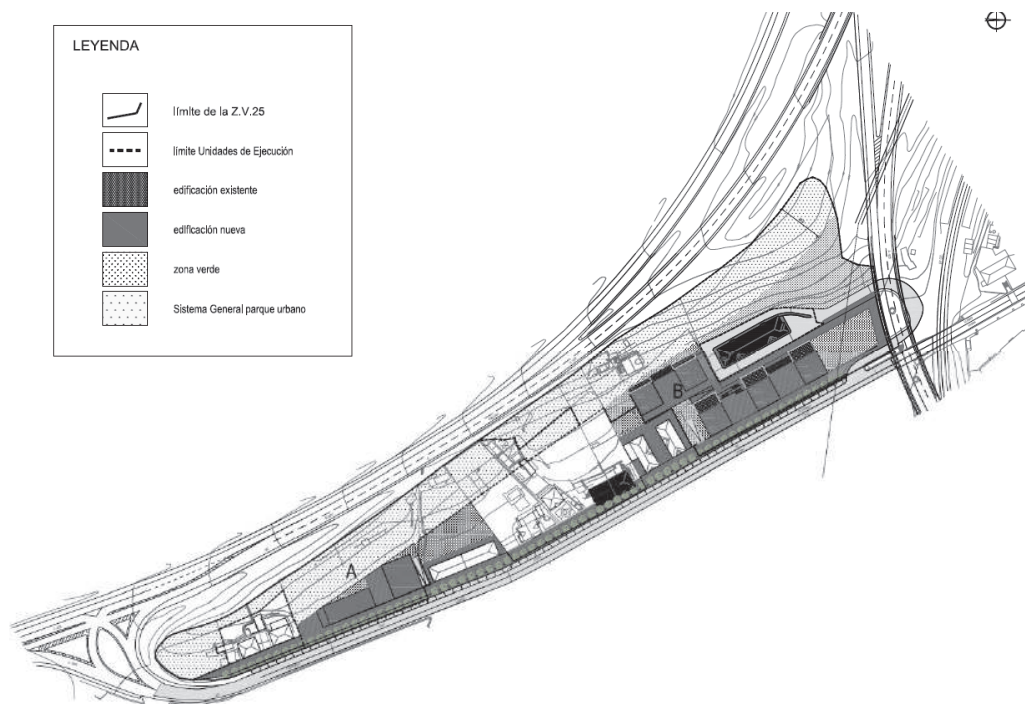 LEYENDA
límite de la Z.V.25
límite Unidades de Ejecución
edificación existente
edificación nueva
zona verde
Sistema General parque urbano
B
A